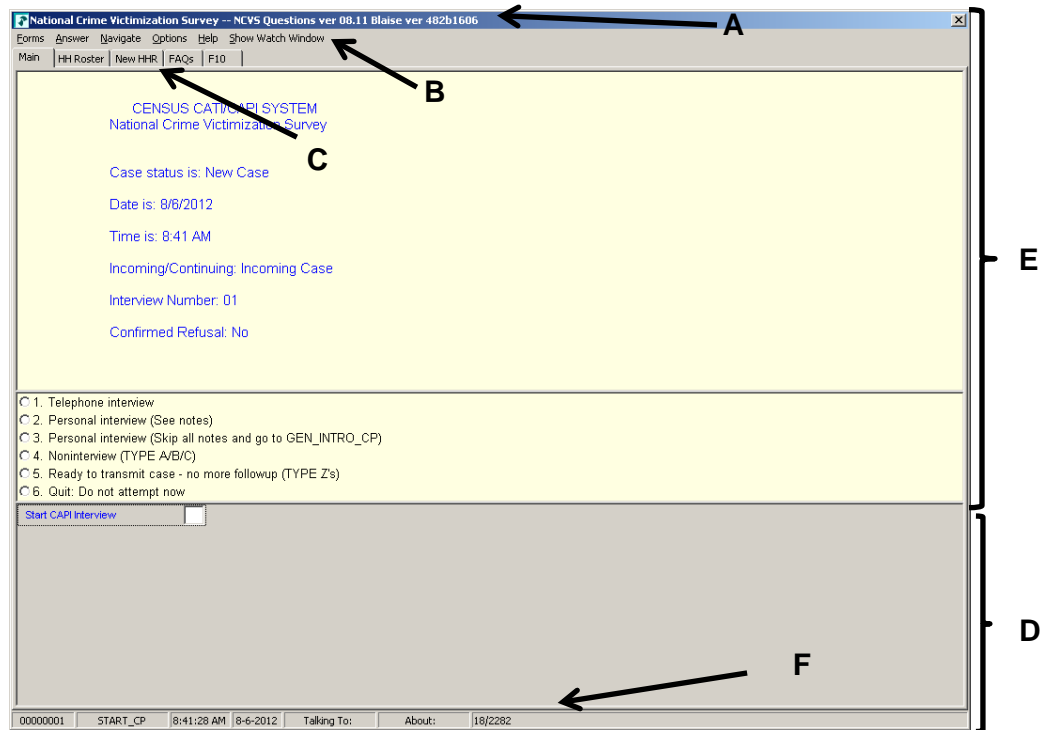 National Crime Victimization Survey -- NCVS Questions ver 08.11 Blaise ver 482b1606
A
Forms Answer Navigate Options Help Show Watch Window
Main HH Roster New HHR FAQs F10
B
CENSUS CATI/CAPI SYSTEM
National Crime Victimization Survey
C
Case status is: New Case
Date is: 8/6/2012
Time is: 8:41 AM
Incoming/Continuing: Incoming Case
E
Interview Number: 01
Confirmed Refusal: No
1. Telephone interview
2. Personal interview (See notes)
3. Personal interview (Skip all notes and go to GEN_INTRO_CP)
4. Noninterview (TYPE A/B/C)
5. Ready to transmit case - no more followup (TYPE Z's)
6. Quit: Do not attempt now
Start CAPI Interview
D
F
00000001 START_CP 8:41:28 AM 8-6-2012 Talking To: About: 18/2282